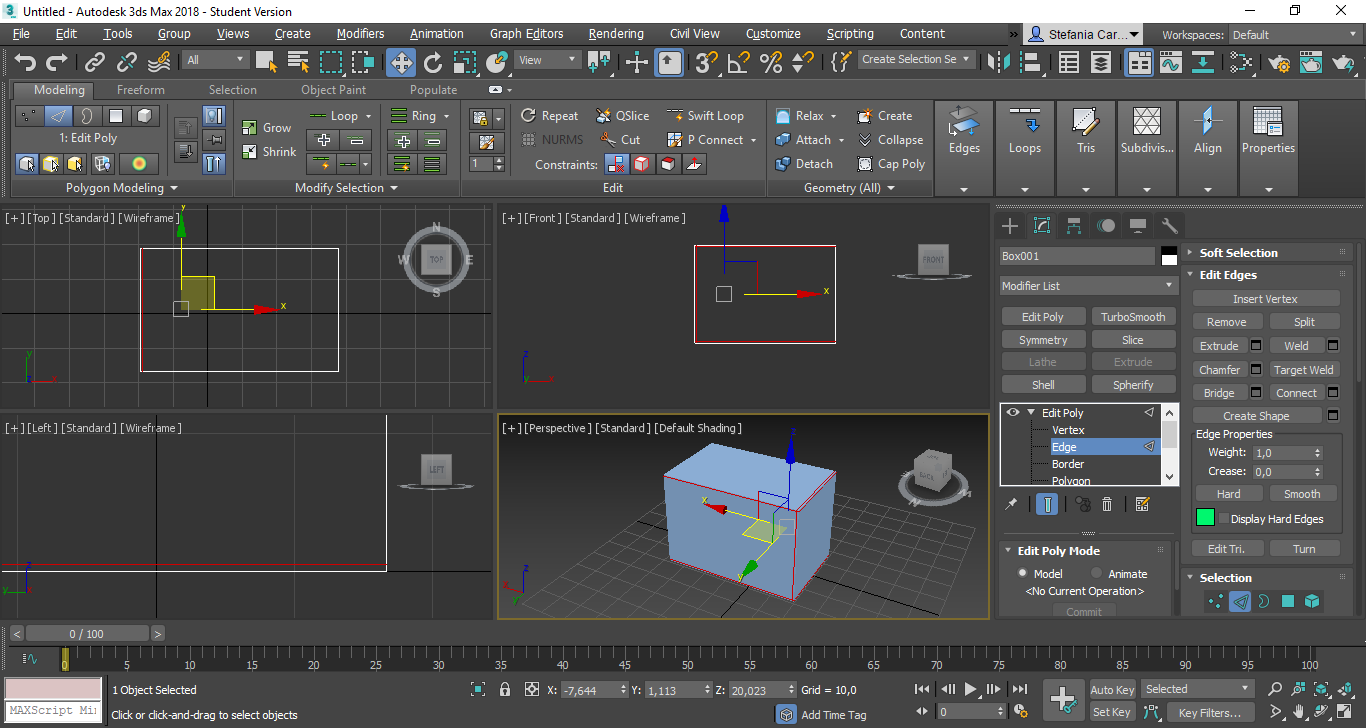 Untitled - Autodesk 3ds Max 2018 - Student Version
File Edit Tools Group Views Create Modifiers Animation Graph Editors Rendering Civil View Customize Scripting Content » Stefania Car... Workspaces: Default
All View Create Selection Se
Modeling Freeform Selection Object Paint Populate
1: Edit Poly
Polygon Modeling
Grow
Shrink
Loop Ring
Modify Selection
1
Repeat QSlice Swift Loop
NURMS Cut P Connect
Constraints:
Edit
Relax Create
Attach Collapse
Detach Cap Poly
Geometry (All)
Edges Loops Tris Subdivis... Align Properties
[+] [Top] [Standard] [Wireframe]
y
x
N
W TOP E
S
y
z x
[+] [Front] [Standard] [Wireframe]
x
FRONT
z
y x
[+] [Left] [Standard] [Wireframe]
LEFT
z
y
[+] [Perspective] [Standard] [Default Shading]
z
x
y
BACK
z
x
y
Box001
Modifier List
Edit Poly TurboSmooth
Symmetry Slice
Lathe Extrude
Shell Spherify
Edit Poly
Vertex
Edge
Border
Polygon
Edit Poly Mode
Model Animate
<No Current Operation>
Commit
Soft Selection
Edit Edges
Insert Vertex
Remove Split
Extrude Weld
Chamfer Target Weld
Bridge Connect
Create Shape
Edge Properties
Weight: 1,0
Crease: 0,0
Hard Smooth
Display Hard Edges
Edit Tri. Turn
Selection
< 0 / 100 >
0 5 10 15 20 25 30 35 40 45 50 55 60 65 70 75 80 85 90 95 100
1 Object Selected X: -7,644 Y: 1,113 Z: 20,023 Grid = 10,0 Auto Key Selected
MAXScript Mi
Click or click-and-drag to select objects Add Time Tag 0 Set Key Key Filters...